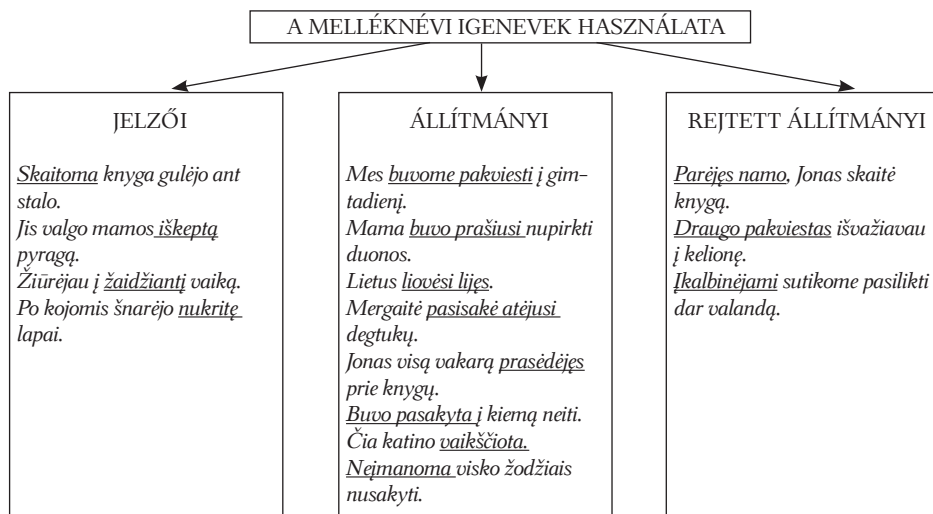 A MELLÉKNÉVI IGENEVEK HASZNÁLATA
JELZŐI
Skaitoma knyga gulėjo ant
stalo.
Jis valgo mamos iškeptą
pyragą.
Žiūrėjau į žaidžiantį vaiką.
Po kojomis šnarėjo nukritę
lapai.
ÁLLÍTMÁNYI
Mes buvome pakviesti į gim-
tadienį.
Mama buvo prašiusi nupirkti
duonos.
Lietus liovėsi lijęs.
Mergaitė pasisakė atėjusi
degtukų.
Jonas visą vakarą prasėdėjęs
prie knygų.
Buvo pasakyta į kiemą neiti.
Čia katino vaikščiota.
Neįmanoma visko žodžiais
nusakyti.
REJTETT ÁLLÍTMÁNYI
Parėjęs namo, Jonas skaitė
knygą.
Draugo pakviestas išvažiavau
į kelionę.
Įkalbinėjami sutikome pasilikti
dar valandą.